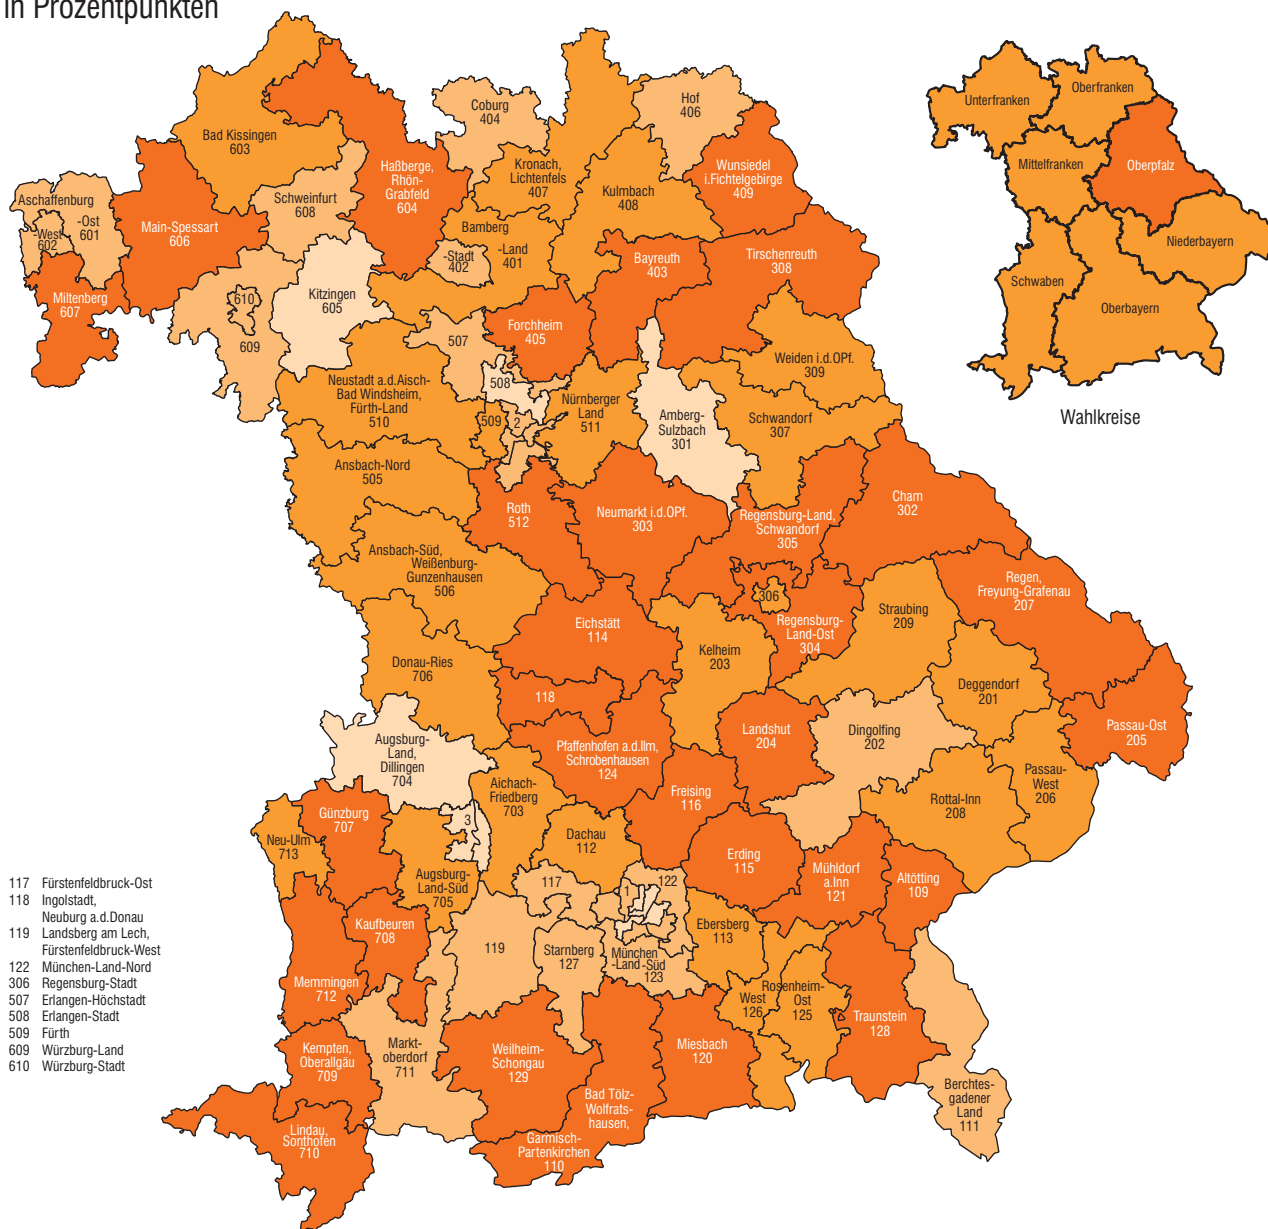 in Prozentpunkten
Coburg
404
Hof
406
Bad Kissingen
603
Haßberge,
Rhön-
Grabfeld
604
Kronach,
Lichtenfels
407
Kulmbach
408
Wunsiedel
i.Fichtelgebirge
409
Aschaffenburg
-West
602
-Ost
601
Main-Spessart
606
Schweinfurt
608
Bamberg
-Stadt
402
-Land
401
Bayreuth
403
Tirschenreuth
308
Miltenberg
607
610
609
Kitzingen
605
507
Forchheim
405
508
Weiden i.d.OPf.
309
Neustadt a.d.Aisch-
Bad Windsheim,
Fürth-Land
510
509
2
Nürnberger
Land
511
Amberg-
Sulzbach
301
Schwandorf
307
Ansbach-Nord
505
Roth
512
Neumarkt i.d.OPf.
303
Regensburg-Land,
Schwandorf
305
Cham
302
Ansbach-Süd,
Weißenburg-
Gunzenhausen
506
306
Regensburg-
Land-Ost
304
Straubing
209
Regen,
Freyung-Grafenau
207
Eichstätt
114
Kelheim
203
Donau-Ries
706
118
Deggendorf
201
Landshut
204
Dingolfing
202
Passau-Ost
205
Augsburg-
Land,
Dillingen
704
Pfaffenhofen a.d.Ilm,
Schrobenhausen
124
Passau-
West
206
Aichach-
Friedberg
703
Freising
116
Rottal-Inn
208
Günzburg
707
3
Neu-Ulm
713
Dachau
112
Erding
115
Mühldorf
a.Inn
121
Altötting
109
Augsburg-
Land-Süd
705
117
1
122
Kaufbeuren
708
119
Starnberg
127
München
-Land-Süd
123
Ebersberg
113
Memmingen
712
West
126
Rosenheim-
Ost
125
Traunstein
128
Kempten,
Oberallgäu
709
Markt-
oberdorf
711
Weilheim-
Schongau
129
Miesbach
120
Bad Tölz-
Wolfrats-
hausen,
Garmisch-
Partenkirchen
110
Berchtes-
gadener
Land
111
Lindau,
Sonthofen
710
Unterfranken
Oberfranken
Mittelfranken
Oberpfalz
Niederbayern
Schwaben
Oberbayern
Wahlkreise
117 Fürstenfeldbruck-Ost
118 Ingolstadt,
Neuburg a.d.Donau
119 Landsberg am Lech,
Fürstenfeldbruck-West
122 München-Land-Nord
306 Regensburg-Stadt
507 Erlangen-Höchstadt
508 Erlangen-Stadt
509 Fürth
609 Würzburg-Land
610 Würzburg-Stadt